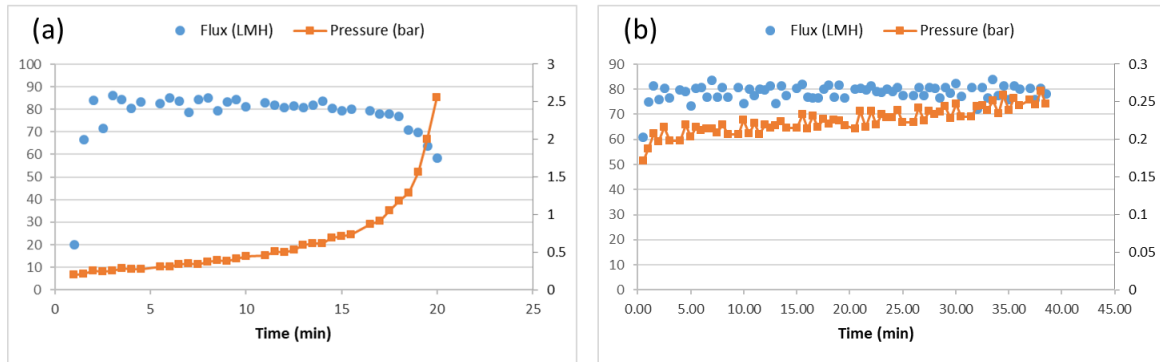 (a)
Flux (LMH) Pressure (bar)
100 3
90
80 2.5
70
60 2
50 1.5
40
30 1
20
10 0.5
0 0
0 5 10 15 20 25
Time (min)
(b)
Flux (LMH) Pressure (bar)
90 0.3
80
70 0.25
60 0.2
50
40 0.15
30 0.1
20
10 0.05
0 0
0.00 5.00 10.00 15.00 20.00 25.00 30.00 35.00 40.00 45.00
Time (min)